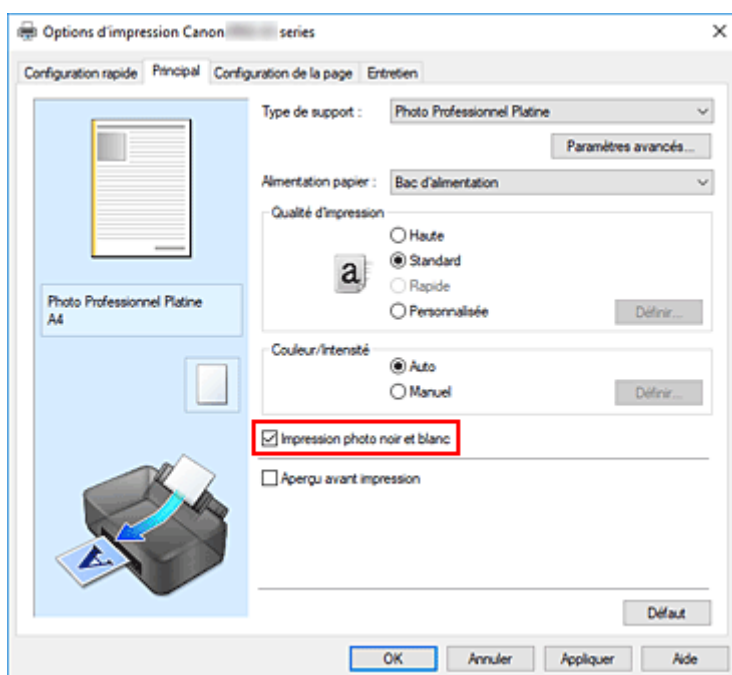 Options d'impression Canon series
Configuration rapide Principal Configuration de la page Entretien
Type de support : Photo Professionnel Platine
Paramètres avancés...
Alimentation papier : Bac d'alimentation
Qualité d'impression
Haute
a Standard
Rapide
Personnalisée Définir...
Photo Professionnel Platine
A4
Couleur/Intensité
Auto
Manuel Définir...
Impression photo noir et blanc
Aperçu avant impression
A
Défaut
OK Annuler Appliquer Aide